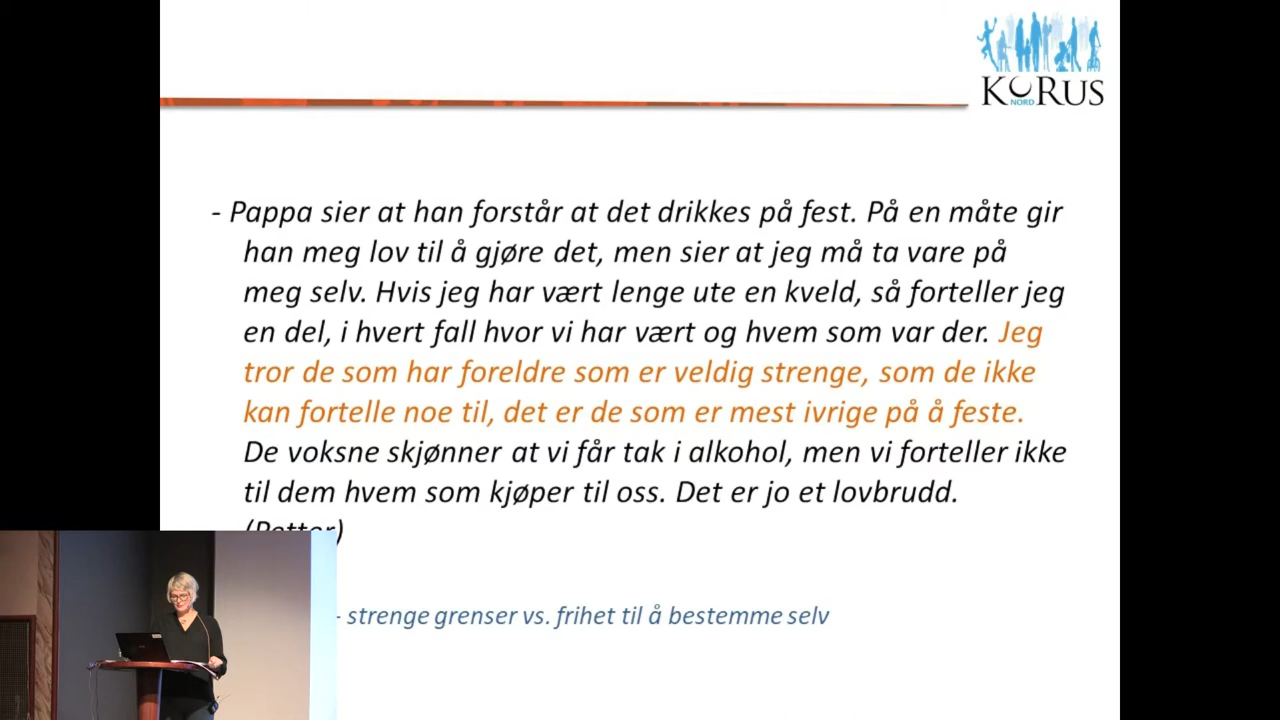 KoRus
NORD
- Pappa sier at han forstår at det drikkes på fest. På en måte gir
han meg lov til å gjøre det, men sier at jeg må ta vare på
meg selv. Hvis jeg har vært lenge ute en kveld, så forteller jeg
en del, i hvert fall hvor vi har vært og hvem som var der. Jeg
tror de som har foreldre som er veldig strenge, som de ikke
kan fortelle noe til, det er de som er mest ivrige på å feste.
De voksne skjønner at vi får tak i alkohol, men vi forteller ikke
til dem hvem som kjøper til oss. Det er jo et lovbrudd.
(Petter)
- strenge grenser vs. frihet til å bestemme selv